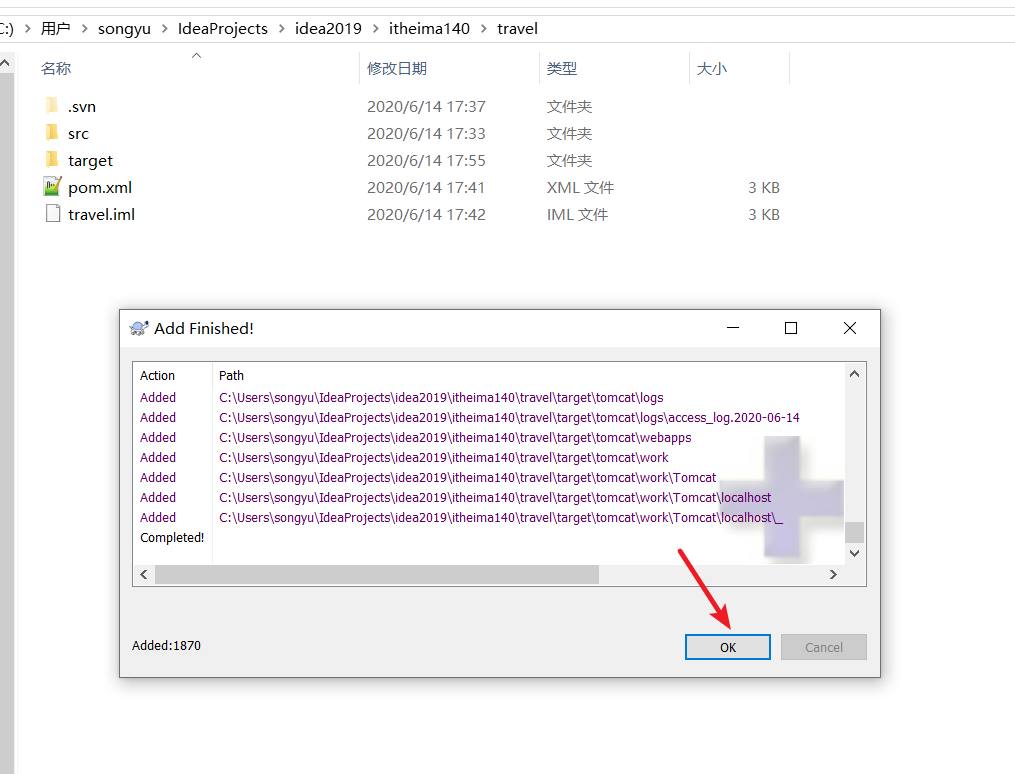 C:) › 用户 › songyu › IdeaProjects › idea2019 › itheima140 › travel
名称 修改日期 类型 大小
.svn 2020/6/14 17:37 文件夹
src 2020/6/14 17:33 文件夹
target 2020/6/14 17:55 文件夹
pom.xml 2020/6/14 17:41 XML 文件 3 KB
travel.iml 2020/6/14 17:42 IML 文件 3 KB
Add Finished!
Action Path
Added C:\Users\songyu\IdeaProjects\idea2019\itheima140\travel\target\tomcat\logs
Added C:\Users\songyu\IdeaProjects\idea2019\itheima140\travel\target\tomcat\logs\access_log.2020-06-14
Added C:\Users\songyu\IdeaProjects\idea2019\itheima140\travel\target\tomcat\webapps
Added C:\Users\songyu\IdeaProjects\idea2019\itheima140\travel\target\tomcat\work
Added C:\Users\songyu\IdeaProjects\idea2019\itheima140\travel\target\tomcat\work\Tomcat
Added C:\Users\songyu\IdeaProjects\idea2019\itheima140\travel\target\tomcat\work\Tomcat\localhost
Added C:\Users\songyu\IdeaProjects\idea2019\itheima140\travel\target\tomcat\work\Tomcat\localhost\_
Completed!
Added:1870
OK Cancel